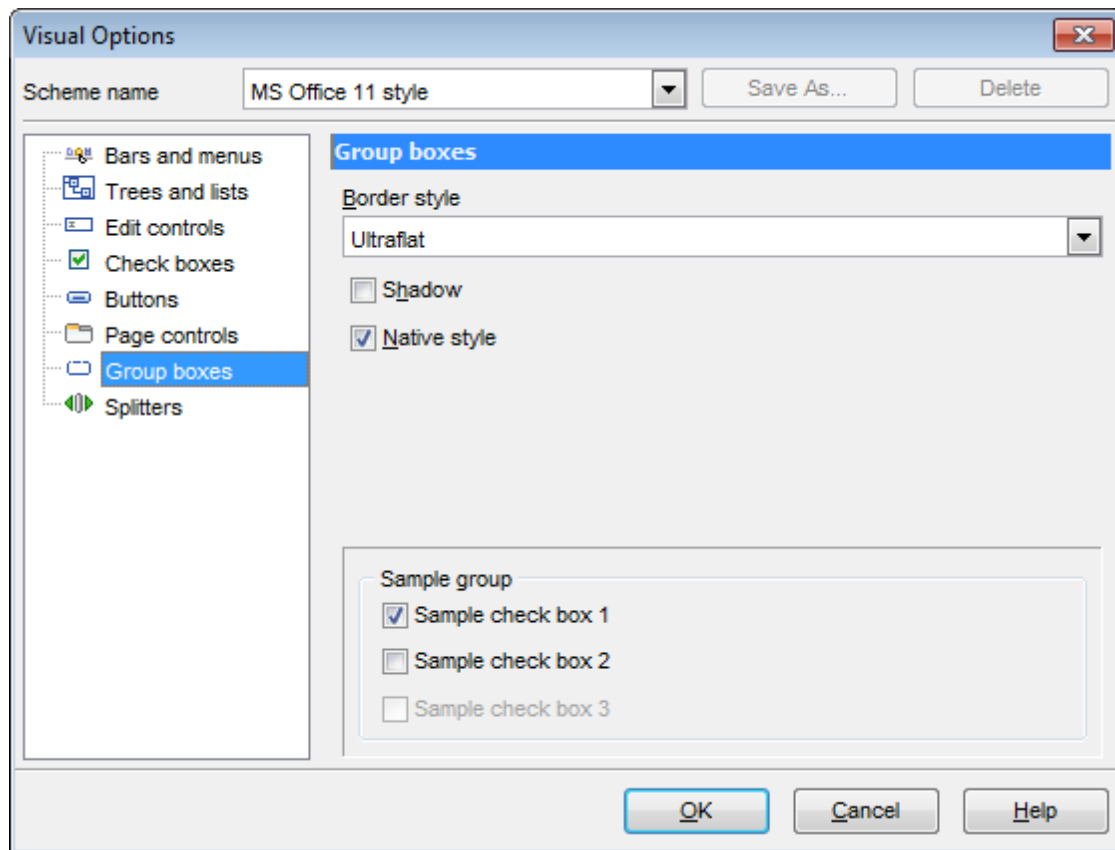 Visual Options
Scheme name MS Office 11 style Save As... Delete
Bars and menus
Trees and lists
Edit controls
Check boxes
Buttons
Page controls
Group boxes
Splitters
Group boxes
Border style
Ultraflat
Shadow
Native style
Sample group
Sample check box 1
Sample check box 2
Sample check box 3
OK Cancel Help